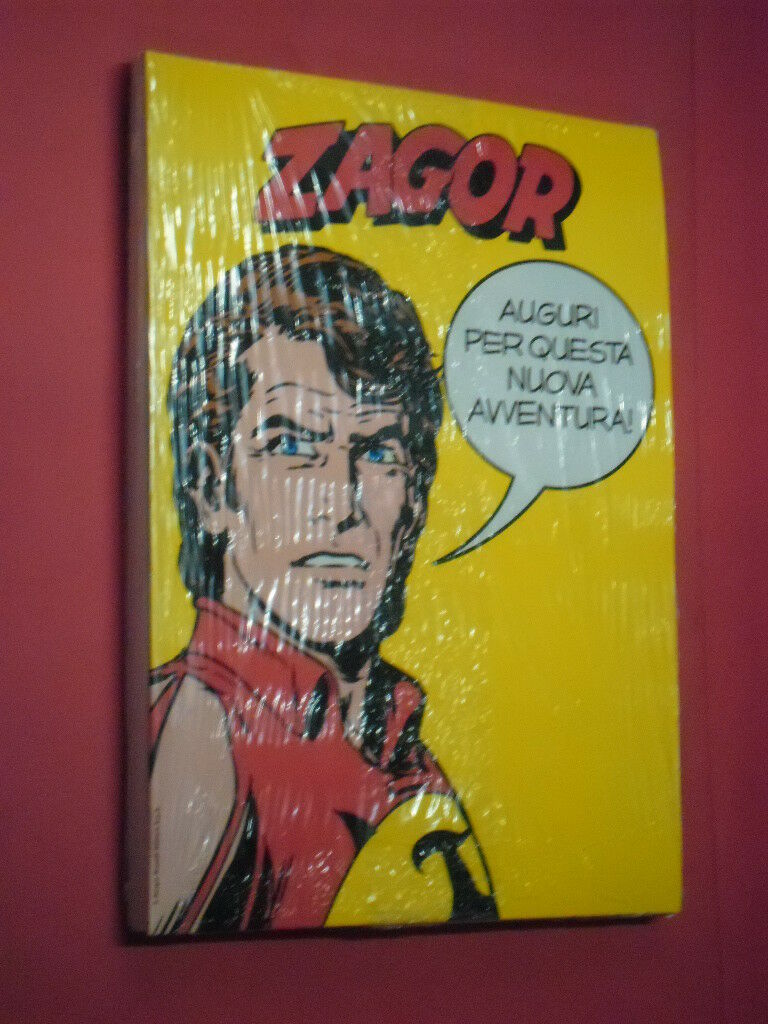 ZAGOR
AUGURI
PER QUESTA
NUOVA
AVVENTURA!